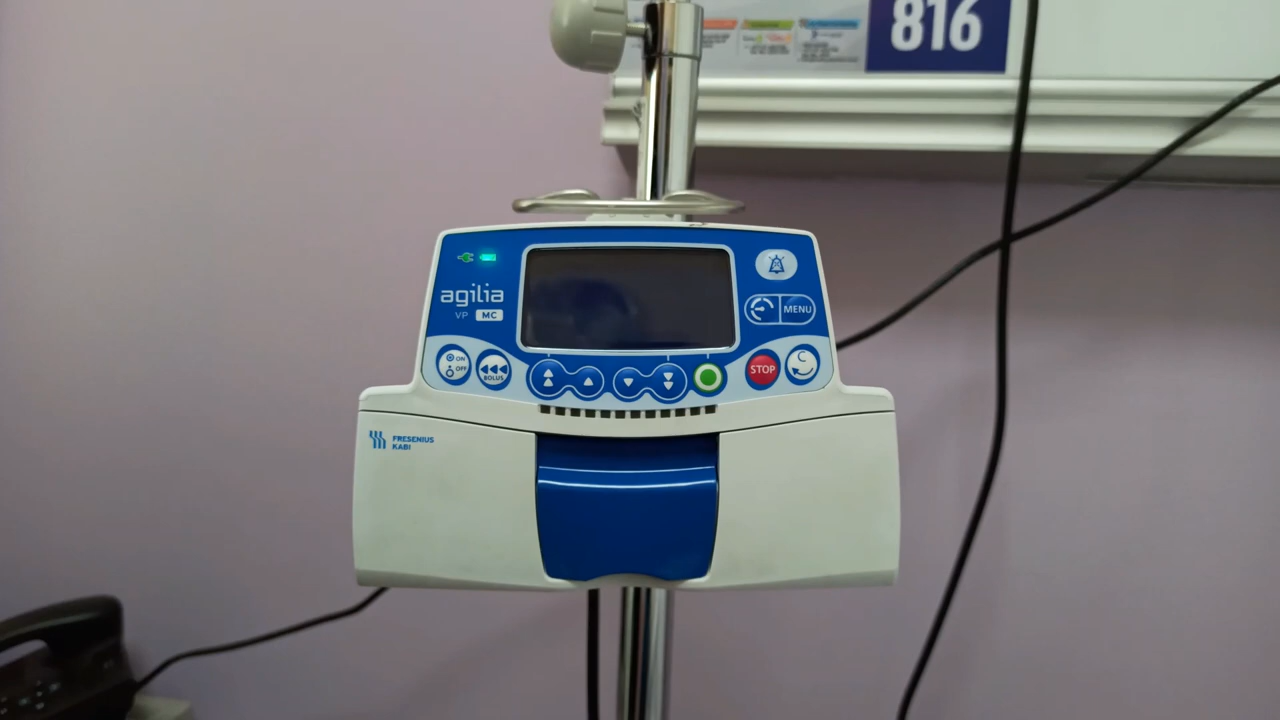 816
agilia
VP MC
MENU
ON
OFF
BOLUS
STOP
C
FRESENIUS
KABI